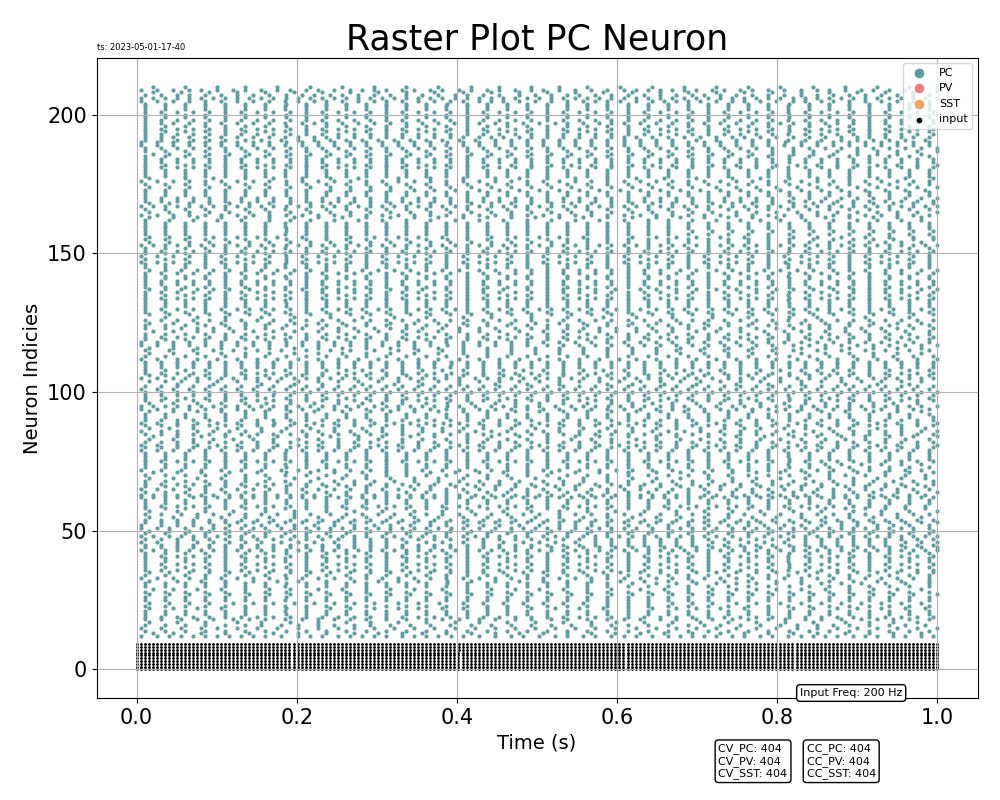 Raster Plot PC Neuron
ts: 2023-05-01-17-40
PC
PV
SST
input
200
150
100
50
0
Neuron Indicies
Input Freq: 200 Hz
0.0 0.2 0.4 0.6 0.8 1.0
Time (s)
CV_PC: 404
CV_PV: 404
CV_SST: 404
CC_PC: 404
CC_PV: 404
CC_SST: 404